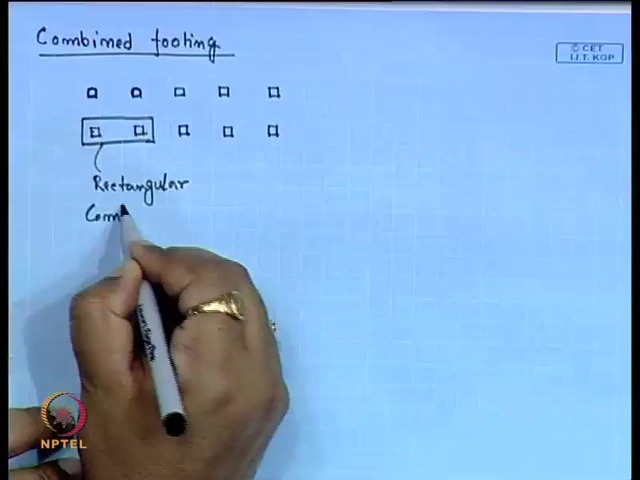 Combined footing
© CET
I.I.T. KGP
Rectangular
Com
NPTEL